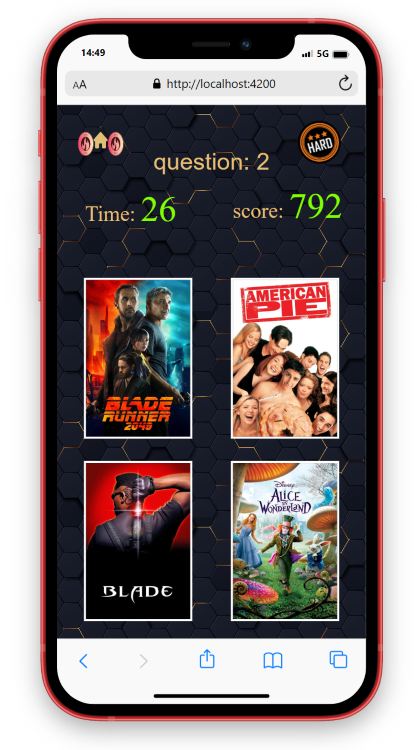 14:49
5G
AA
http://localhost:4200
HARD
question: 2
Time: 26
score: 792
BLADE
RUNNER
2049
AMERICAN
PIE
BLADE
Disney
ALICE
IN
WONDERLAND